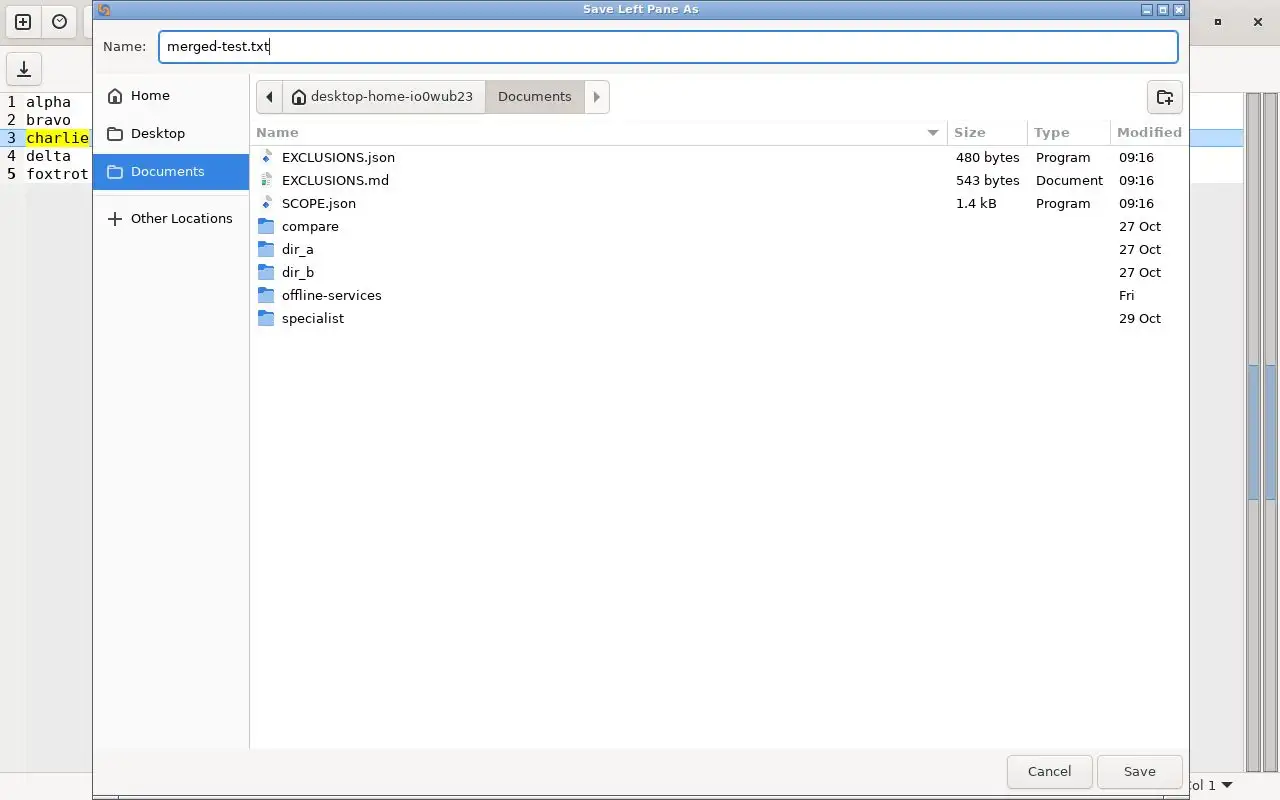 Save Left Pane As
Name: merged-test.txt
Home
Desktop
Documents
Other Locations
desktop-home-io0wub23 Documents
Name Size Type Modified
EXCLUSIONS.json 480 bytes Program 09:16
EXCLUSIONS.md 543 bytes Document 09:16
SCOPE.json 1.4 kB Program 09:16
compare 27 Oct
dir_a 27 Oct
dir_b 27 Oct
offline-services Fri
specialist 29 Oct
Cancel Save
1 alpha
2 bravo
3 charlie
4 delta
5 foxtrot
ol 1